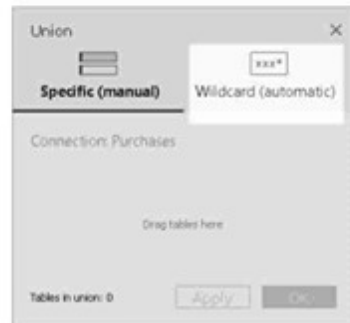 Union
xxx*
Specific (manual)
Wildcard (automatic)
Connection: Purchases
Drag tables here
Tables in union: 0
Apply
OK